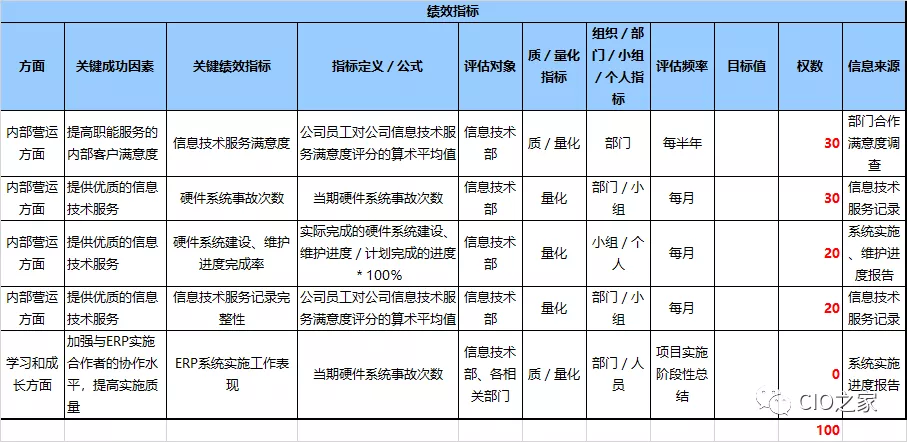 绩效指标
方面 关键成功因素 关键绩效指标 指标定义／公式 评估对象 质／量化
指标 组织／部
门／小组
／个人指
标 评估频率 目标值 权数 信息来源
内部营运
方面 提高职能服务的
内部客户满意度 信息技术服务满意度 公司员工对公司信息技术服
务满意度评分的算术平均值 信息技术
部 质／量化 部门 每半年 30 部门合作
满意度调
查
内部营运
方面 提供优质的信息
技术服务 硬件系统事故次数 当期硬件系统事故次数 信息技术
部 量化 部门／小
组 每月 30 信息技术
服务记录
内部营运
方面 提供优质的信息
技术服务 硬件系统建设、维护
进度完成率 实际完成的硬件系统建设、
维护进度／计划完成的进度
* 100% 信息技术
部 量化 小组／个
人 每月 20 系统实施
、维护进
度报告
内部营运
方面 提供优质的信息
技术服务 信息技术服务记录完
整性 公司员工对公司信息技术服
务满意度评分的算术平均值 信息技术
部 量化 部门／小
组 每月 20 信息技术
服务记录
学习和成
长方面 加强与ERP实施
合作者的协作水
平，提高实施质
量 ERP系统实施工作表
现 当期硬件系统事故次数 信息技术
部、各相
关部门 质／量化 部门／人
员 项目实施
阶段性总
结 0 系统实施
进度报告
100
CIO之家